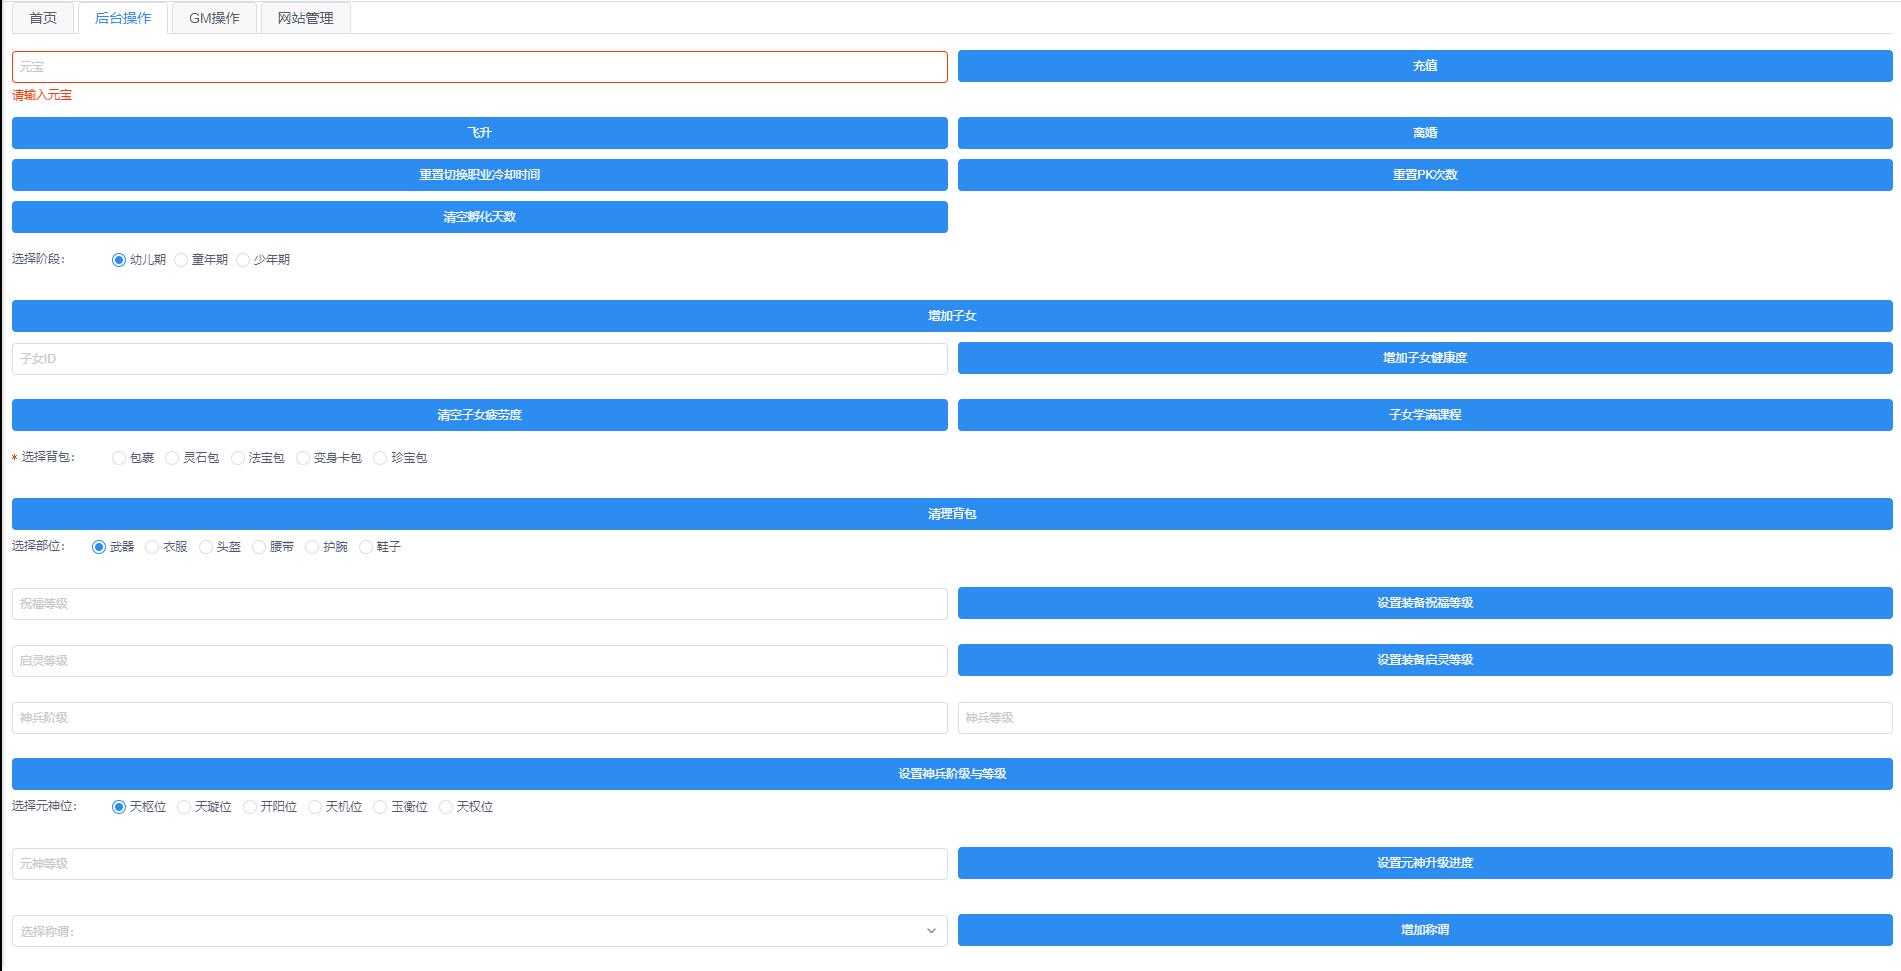 首页 后台操作 GM操作 网站管理
元宝 充值
请输入元宝
飞升 离婚
重置切换职业冷却时间 重置PK次数
清空孵化天数
选择阶段: 幼儿期 童年期 少年期
增加子女
子女ID 增加子女健康度
清空子女疲劳度 子女学满课程
* 选择背包: 包裹 灵石包 法宝包 变身卡包 珍宝包
清理背包
选择部位: 武器 衣服 头盔 腰带 护腕 鞋子
祝福等级 设置装备祝福等级
启灵等级 设置装备启灵等级
神兵阶级 神兵等级
设置神兵阶级与等级
选择元神位: 天枢位 天璇位 开阳位 天机位 玉衡位 天权位
元神等级 设置元神升级进度
选择称谓: 增加称谓